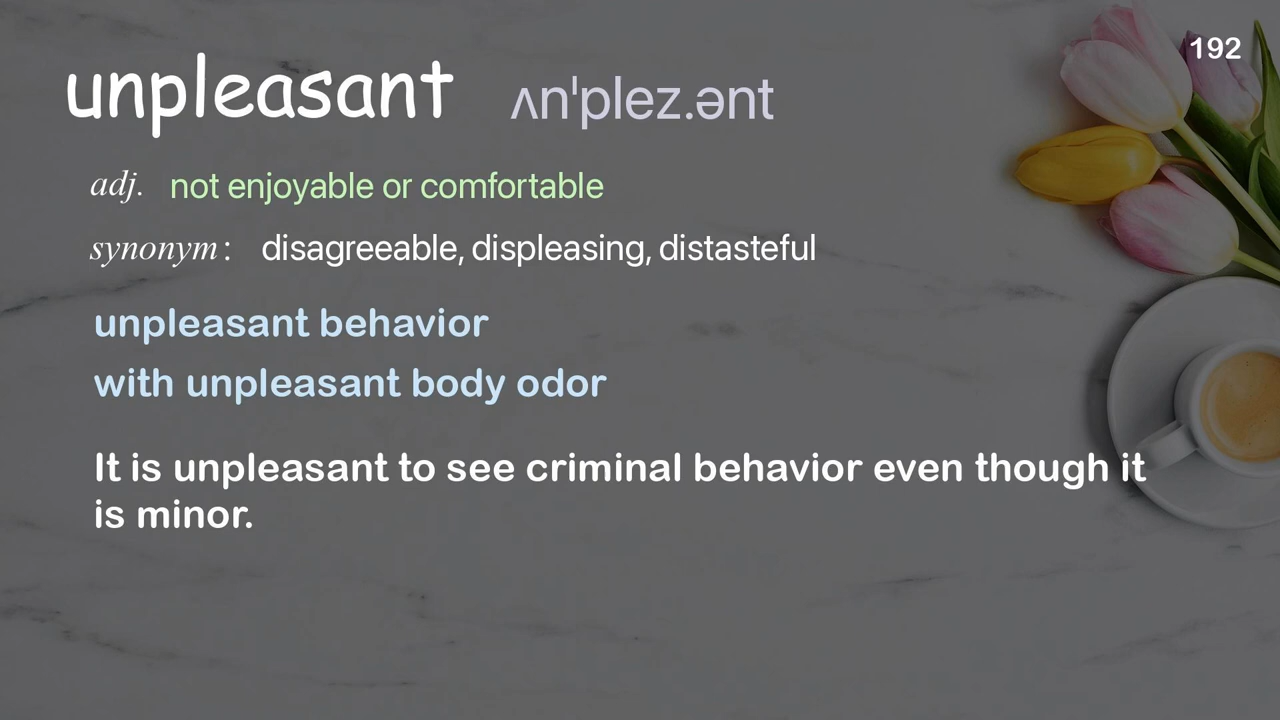 192
unpleasant ʌnˈplez.ənt
adj. not enjoyable or comfortable
synonym: disagreeable, displeasing, distasteful
unpleasant behavior
with unpleasant body odor
It is unpleasant to see criminal behavior even though it
is minor.